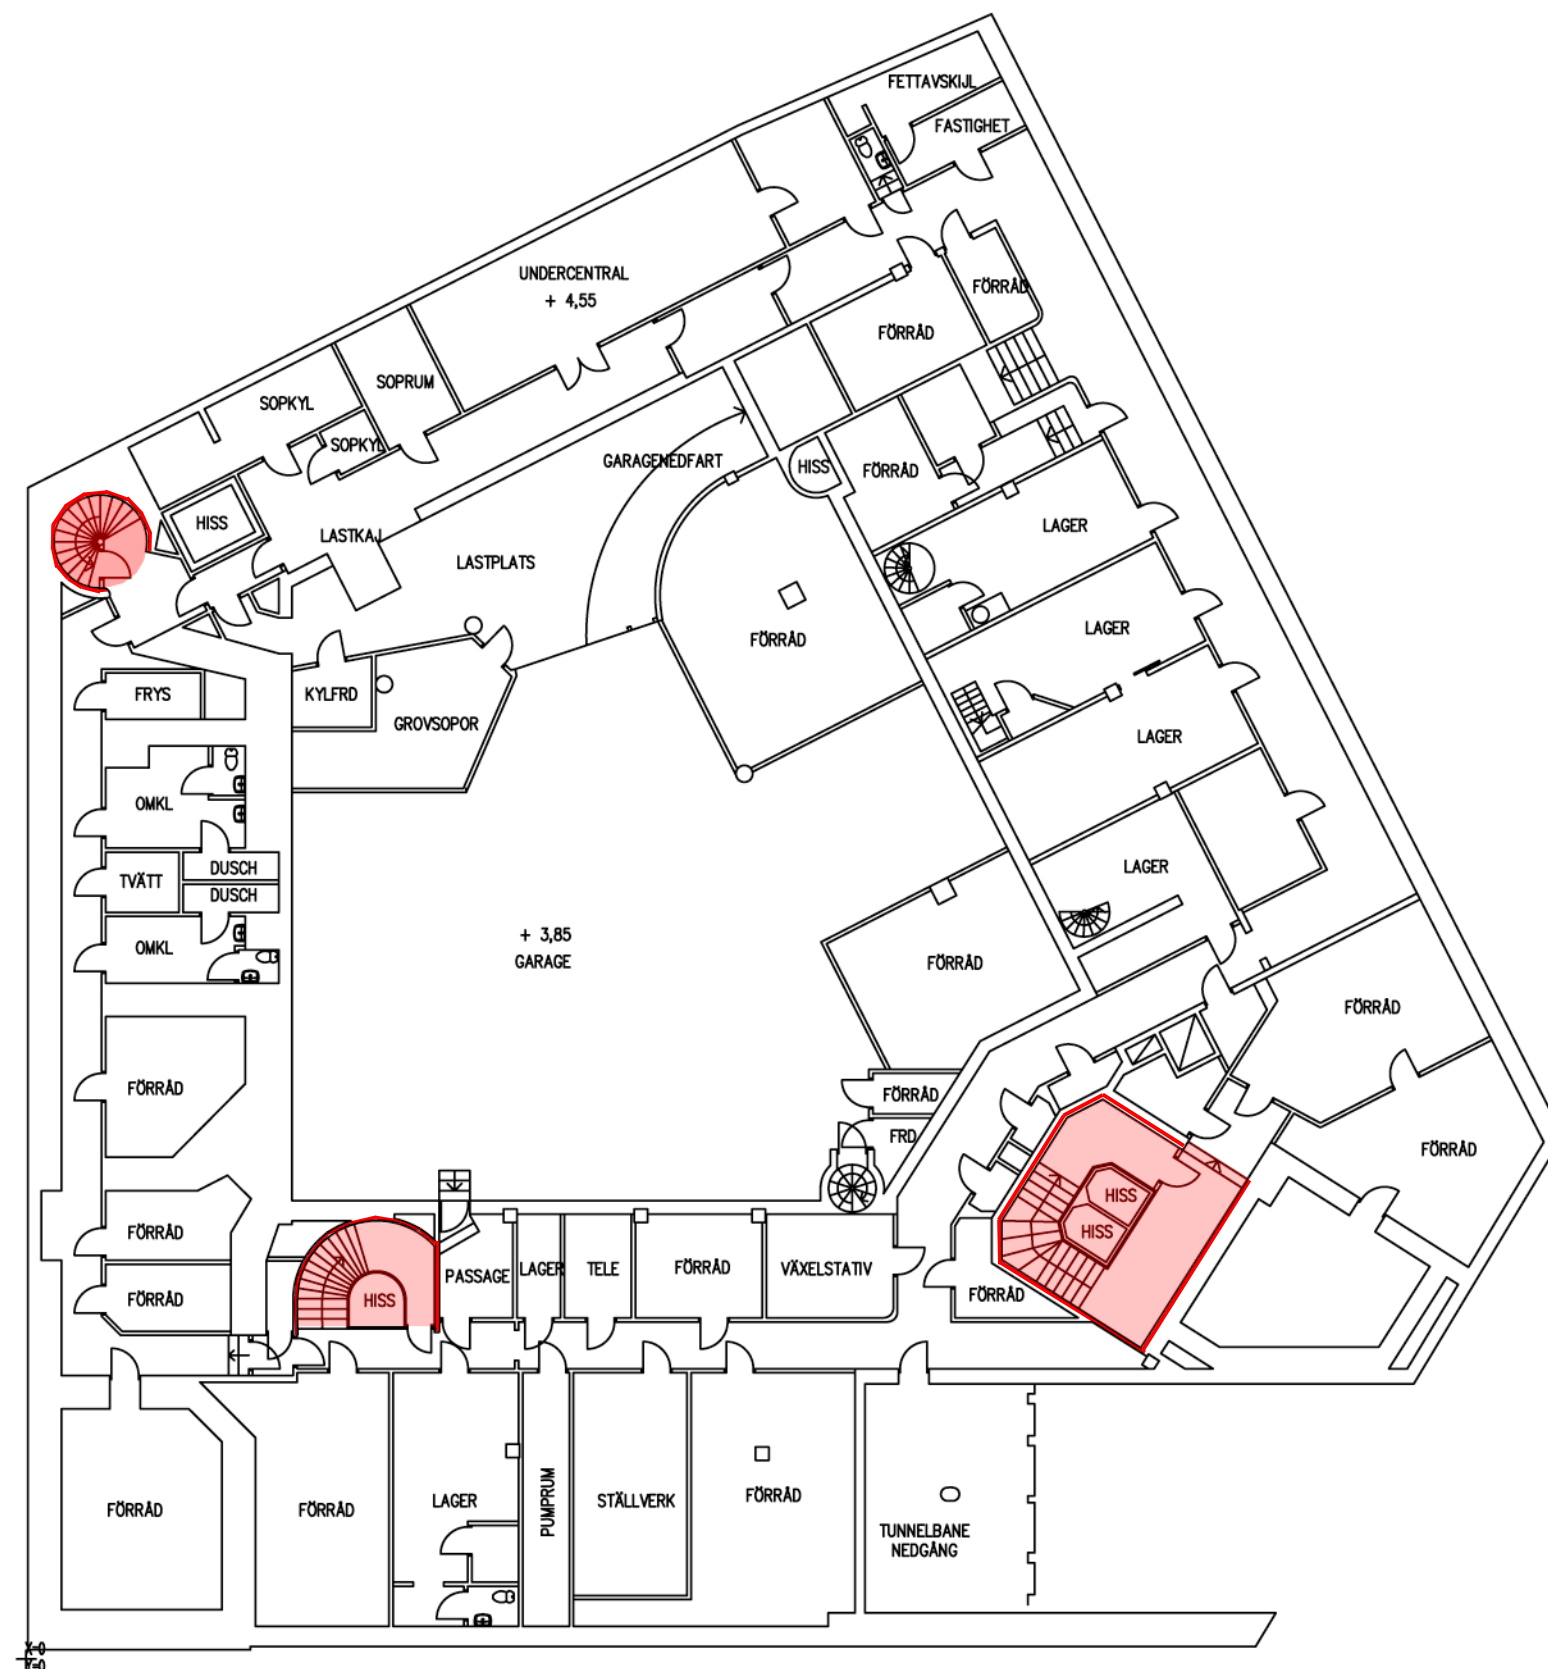 FETTAVSKIJL
FASTIGHET
UNDERCENTRAL
+ 4,55
FÖRRÅD
FÖRRÅD
SOPRUM
SOPKYL
SOPKYL
GARAGENEDFART
HISS
FÖRRÅD
HISS
LASTKAJ
LAGER
LASTPLATS
LAGER
FÖRRÅD
FRYS
KYLFRD
GROVSOPOR
LAGER
OMKL
DUSCH
TVÄTT
DUSCH
LAGER
OMKL
+ 3,85
GARAGE
FÖRRÅD
FÖRRÅD
FÖRRÅD
FÖRRÅD
FRD
FÖRRÅD
HISS
HISS
FÖRRÅD
PASSAGE
LAGER
TELE
FÖRRÅD
VÄXELSTATIV
FÖRRÅD
HISS
FÖRRÅD
FÖRRÅD
FÖRRÅD
LAGER
PUMPRUM
STÄLLVERK
FÖRRÅD
TUNNELBANE
NEDGÅNG